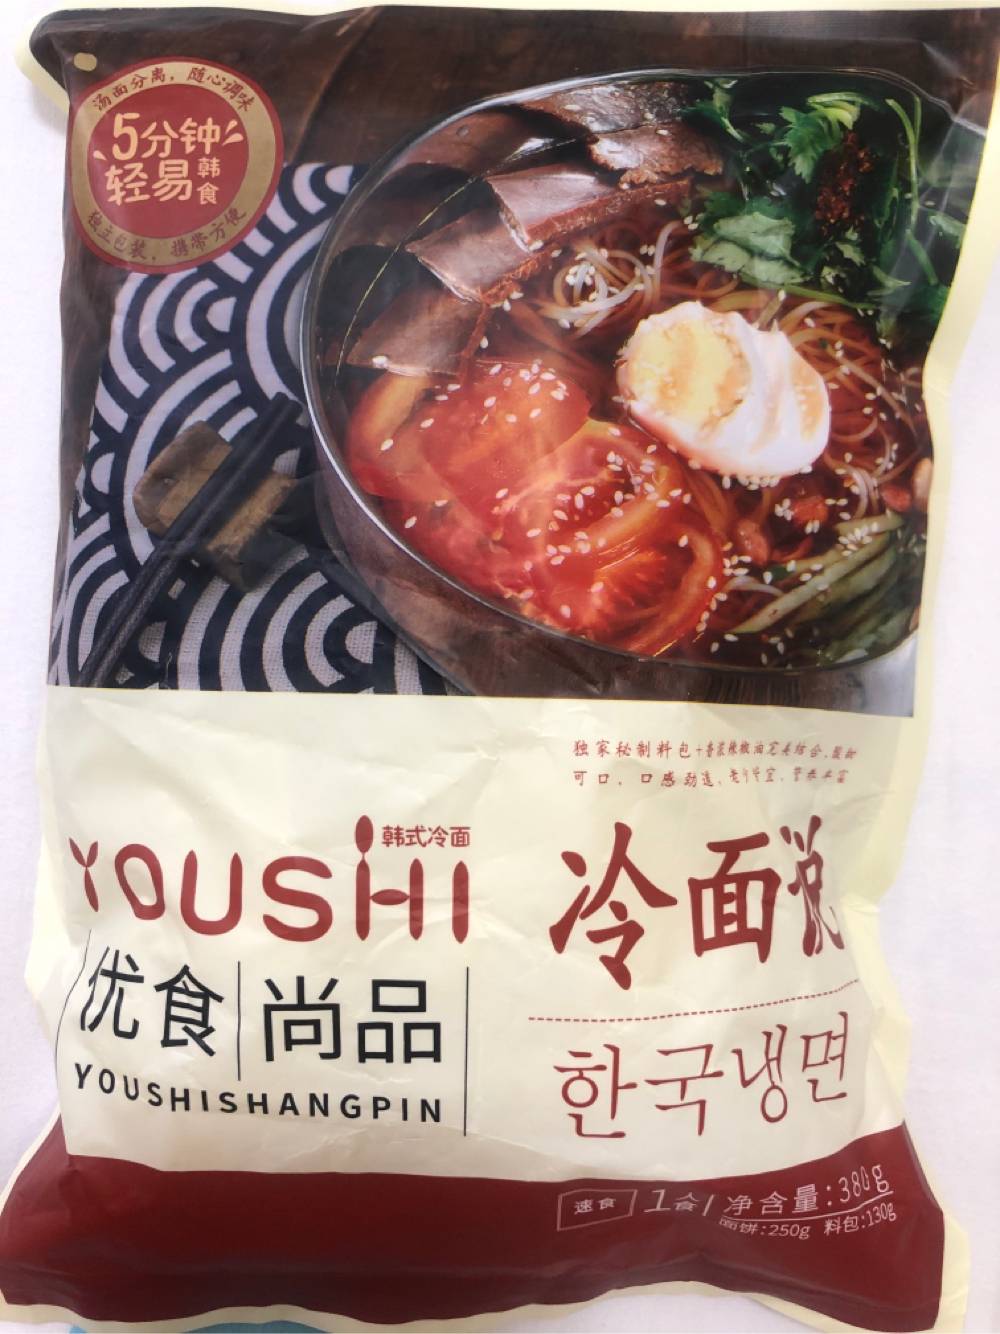 汤面分离，随心调味
5分钟
轻易韩食
独立包装，携带方便
独家秘制料包+香浓辣椒油完美结合，酸甜
可口，口感劲道、老少皆宜、营养丰富
韩式冷面
YOUSHI
冷面说
优食|尚品
YOUSHISHANGPIN
한국냉면
速食 1食/净含量:380g
面饼:250g 料包:130g